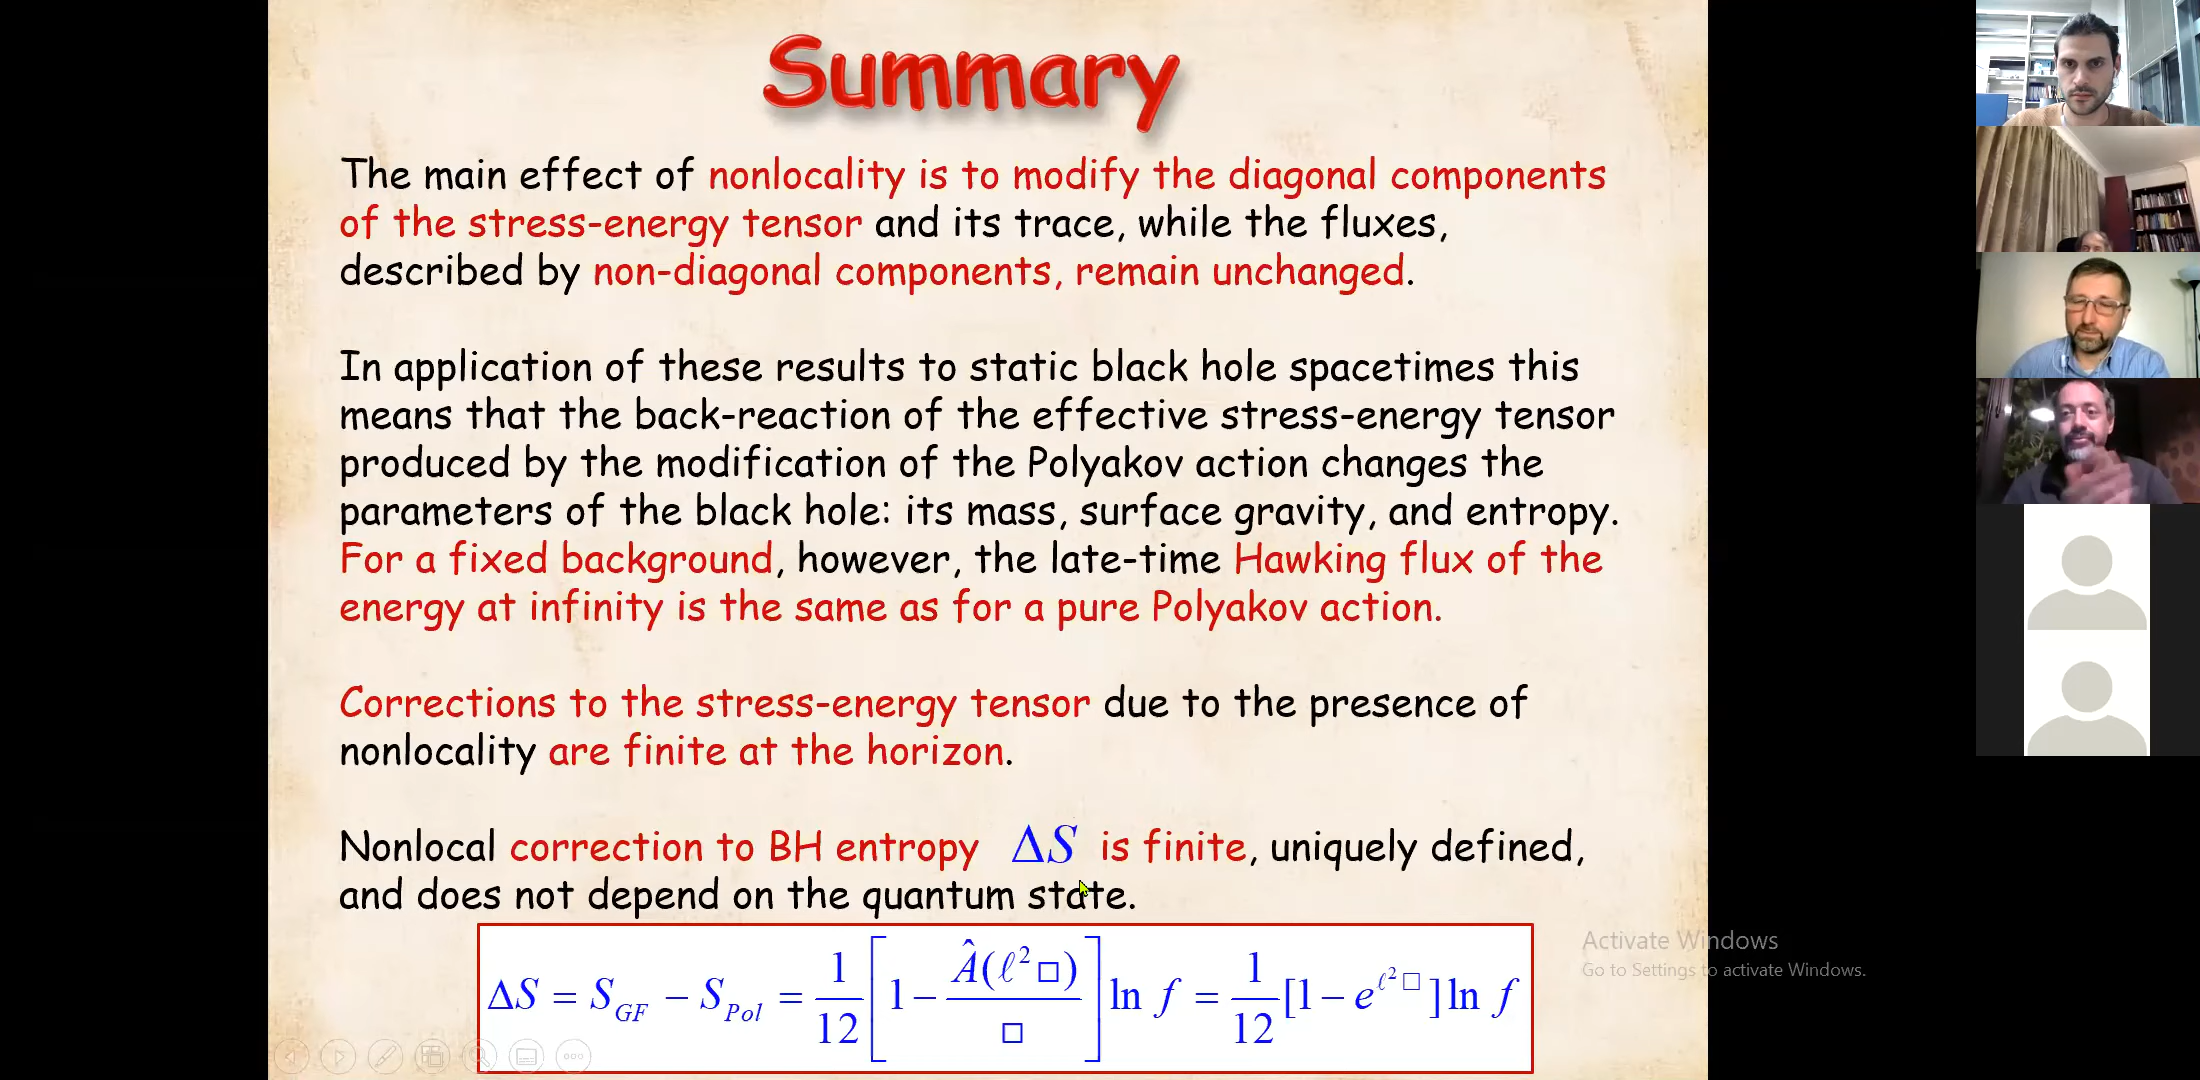 Summary
The main effect of nonlocality is to modify the diagonal components
of the stress-energy tensor and its trace, while the fluxes,
described by non-diagonal components, remain unchanged.
In application of these results to static black hole spacetimes this
means that the back-reaction of the effective stress-energy tensor
produced by the modification of the Polyakov action changes the
parameters of the black hole: its mass, surface gravity, and entropy.
For a fixed background, however, the late-time Hawking flux of the
energy at infinity is the same as for a pure Polyakov action.
Corrections to the stress-energy tensor due to the presence of
nonlocality are finite at the horizon.
Nonlocal correction to BH entropy ΔS is finite, uniquely defined,
and does not depend on the quantum state.
ΔS = S_GF − S_Pol = 1/12 [1 − Â(ℓ²□)/□] ln f = 1/12 [1 − e^{ℓ²□}] ln f
Activate Windows
Go to Settings to activate Windows.